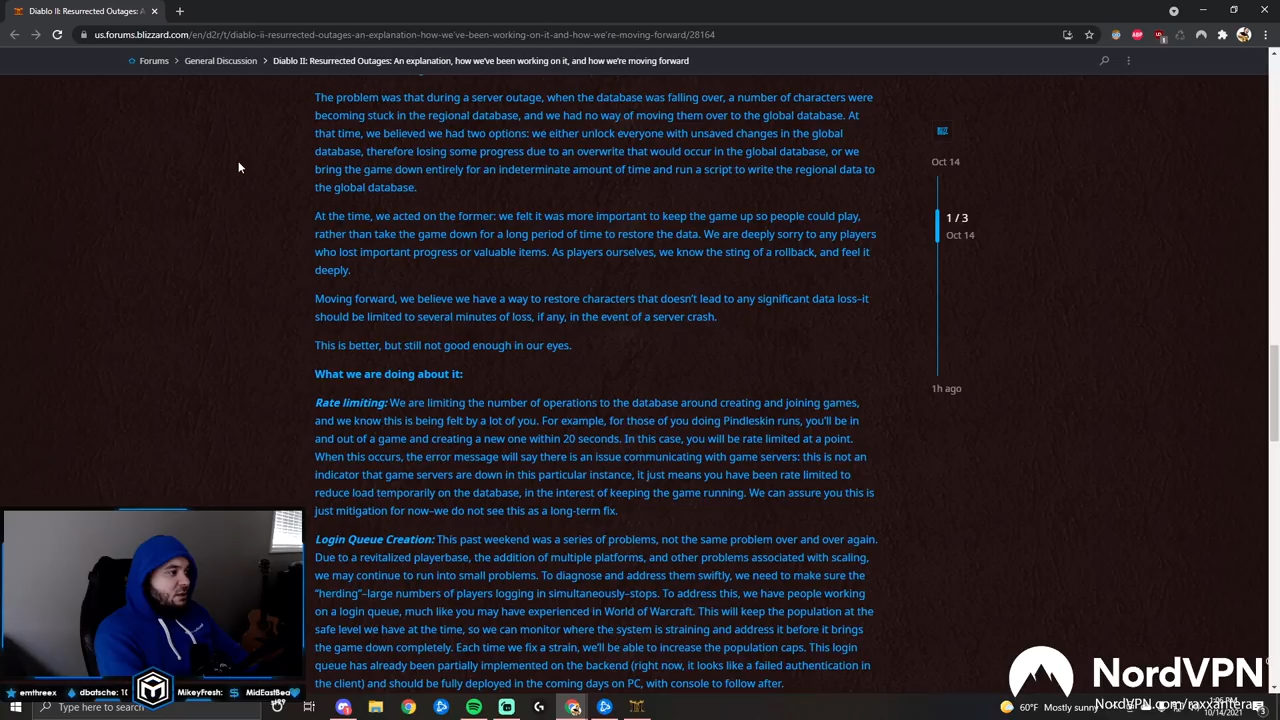 Diablo II: Resurrected Outages: A
us.forums.blizzard.com/en/d2r/t/diablo-ii-resurrected-outages-an-explanation-how-we've-been-working-on-it-and-how-we're-moving-forward/28164
Forums > General Discussion > Diablo II: Resurrected Outages: An explanation, how we've been working on it, and how we're moving forward
The problem was that during a server outage, when the database was falling over, a number of characters were
becoming stuck in the regional database, and we had no way of moving them over to the global database. At
that time, we believed we had two options: we either unlock everyone with unsaved changes in the global
database, therefore losing some progress due to an overwrite that would occur in the global database, or we
bring the game down entirely for an indeterminate amount of time and run a script to write the regional data to
the global database.
Oct 14
1 / 3
Oct 14
1h ago
At the time, we acted on the former: we felt it was more important to keep the game up so people could play,
rather than take the game down for a long period of time to restore the data. We are deeply sorry to any players
who lost important progress or valuable items. As players ourselves, we know the sting of a rollback, and feel it
deeply.
Moving forward, we believe we have a way to restore characters that doesn't lead to any significant data loss–it
should be limited to several minutes of loss, if any, in the event of a server crash.
This is better, but still not good enough in our eyes.
What we are doing about it:
Rate limiting: We are limiting the number of operations to the database around creating and joining games,
and we know this is being felt by a lot of you. For example, for those of you doing Pindleskin runs, you'll be in
and out of a game and creating a new one within 20 seconds. In this case, you will be rate limited at a point.
When this occurs, the error message will say there is an issue communicating with game servers: this is not an
indicator that game servers are down in this particular instance, it just means you have been rate limited to
reduce load temporarily on the database, in the interest of keeping the game running. We can assure you this is
just mitigation for now–we do not see this as a long-term fix.
Login Queue Creation: This past weekend was a series of problems, not the same problem over and over again.
Due to a revitalized playerbase, the addition of multiple platforms, and other problems associated with scaling,
we may continue to run into small problems. To diagnose and address them swiftly, we need to make sure the
"herding"–large numbers of players logging in simultaneously–stops. To address this, we have people working
on a login queue, much like you may have experienced in World of Warcraft. This will keep the population at the
safe level we have at the time, so we can monitor where the system is straining and address it before it brings
the game down completely. Each time we fix a strain, we'll be able to increase the population caps. This login
queue has already been partially implemented on the backend (right now, it looks like a failed authentication in
the client) and should be fully deployed in the coming days on PC, with console to follow after.
emthreex
dbatsche: 10
MikeyFresh:
MidEastBea
NordVPN
Type here to search
60°F Mostly sunny
1:06 PM
10/14/2021